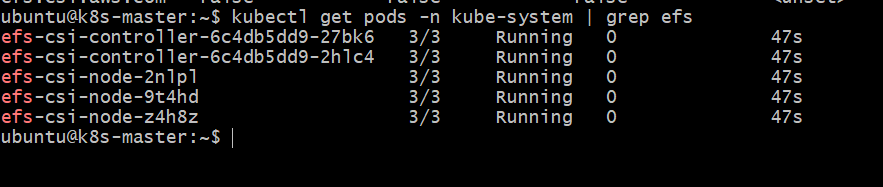 ubuntu@k8s-master:~$ kubectl get pods -n kube-system | grep efs
efs-csi-controller-6c4db5dd9-27bk6   3/3     Running   0               47s
efs-csi-controller-6c4db5dd9-2hlc4   3/3     Running   0               47s
efs-csi-node-2nlpl                   3/3     Running   0               47s
efs-csi-node-9t4hd                   3/3     Running   0               47s
efs-csi-node-z4h8z                   3/3     Running   0               47s
ubuntu@k8s-master:~$